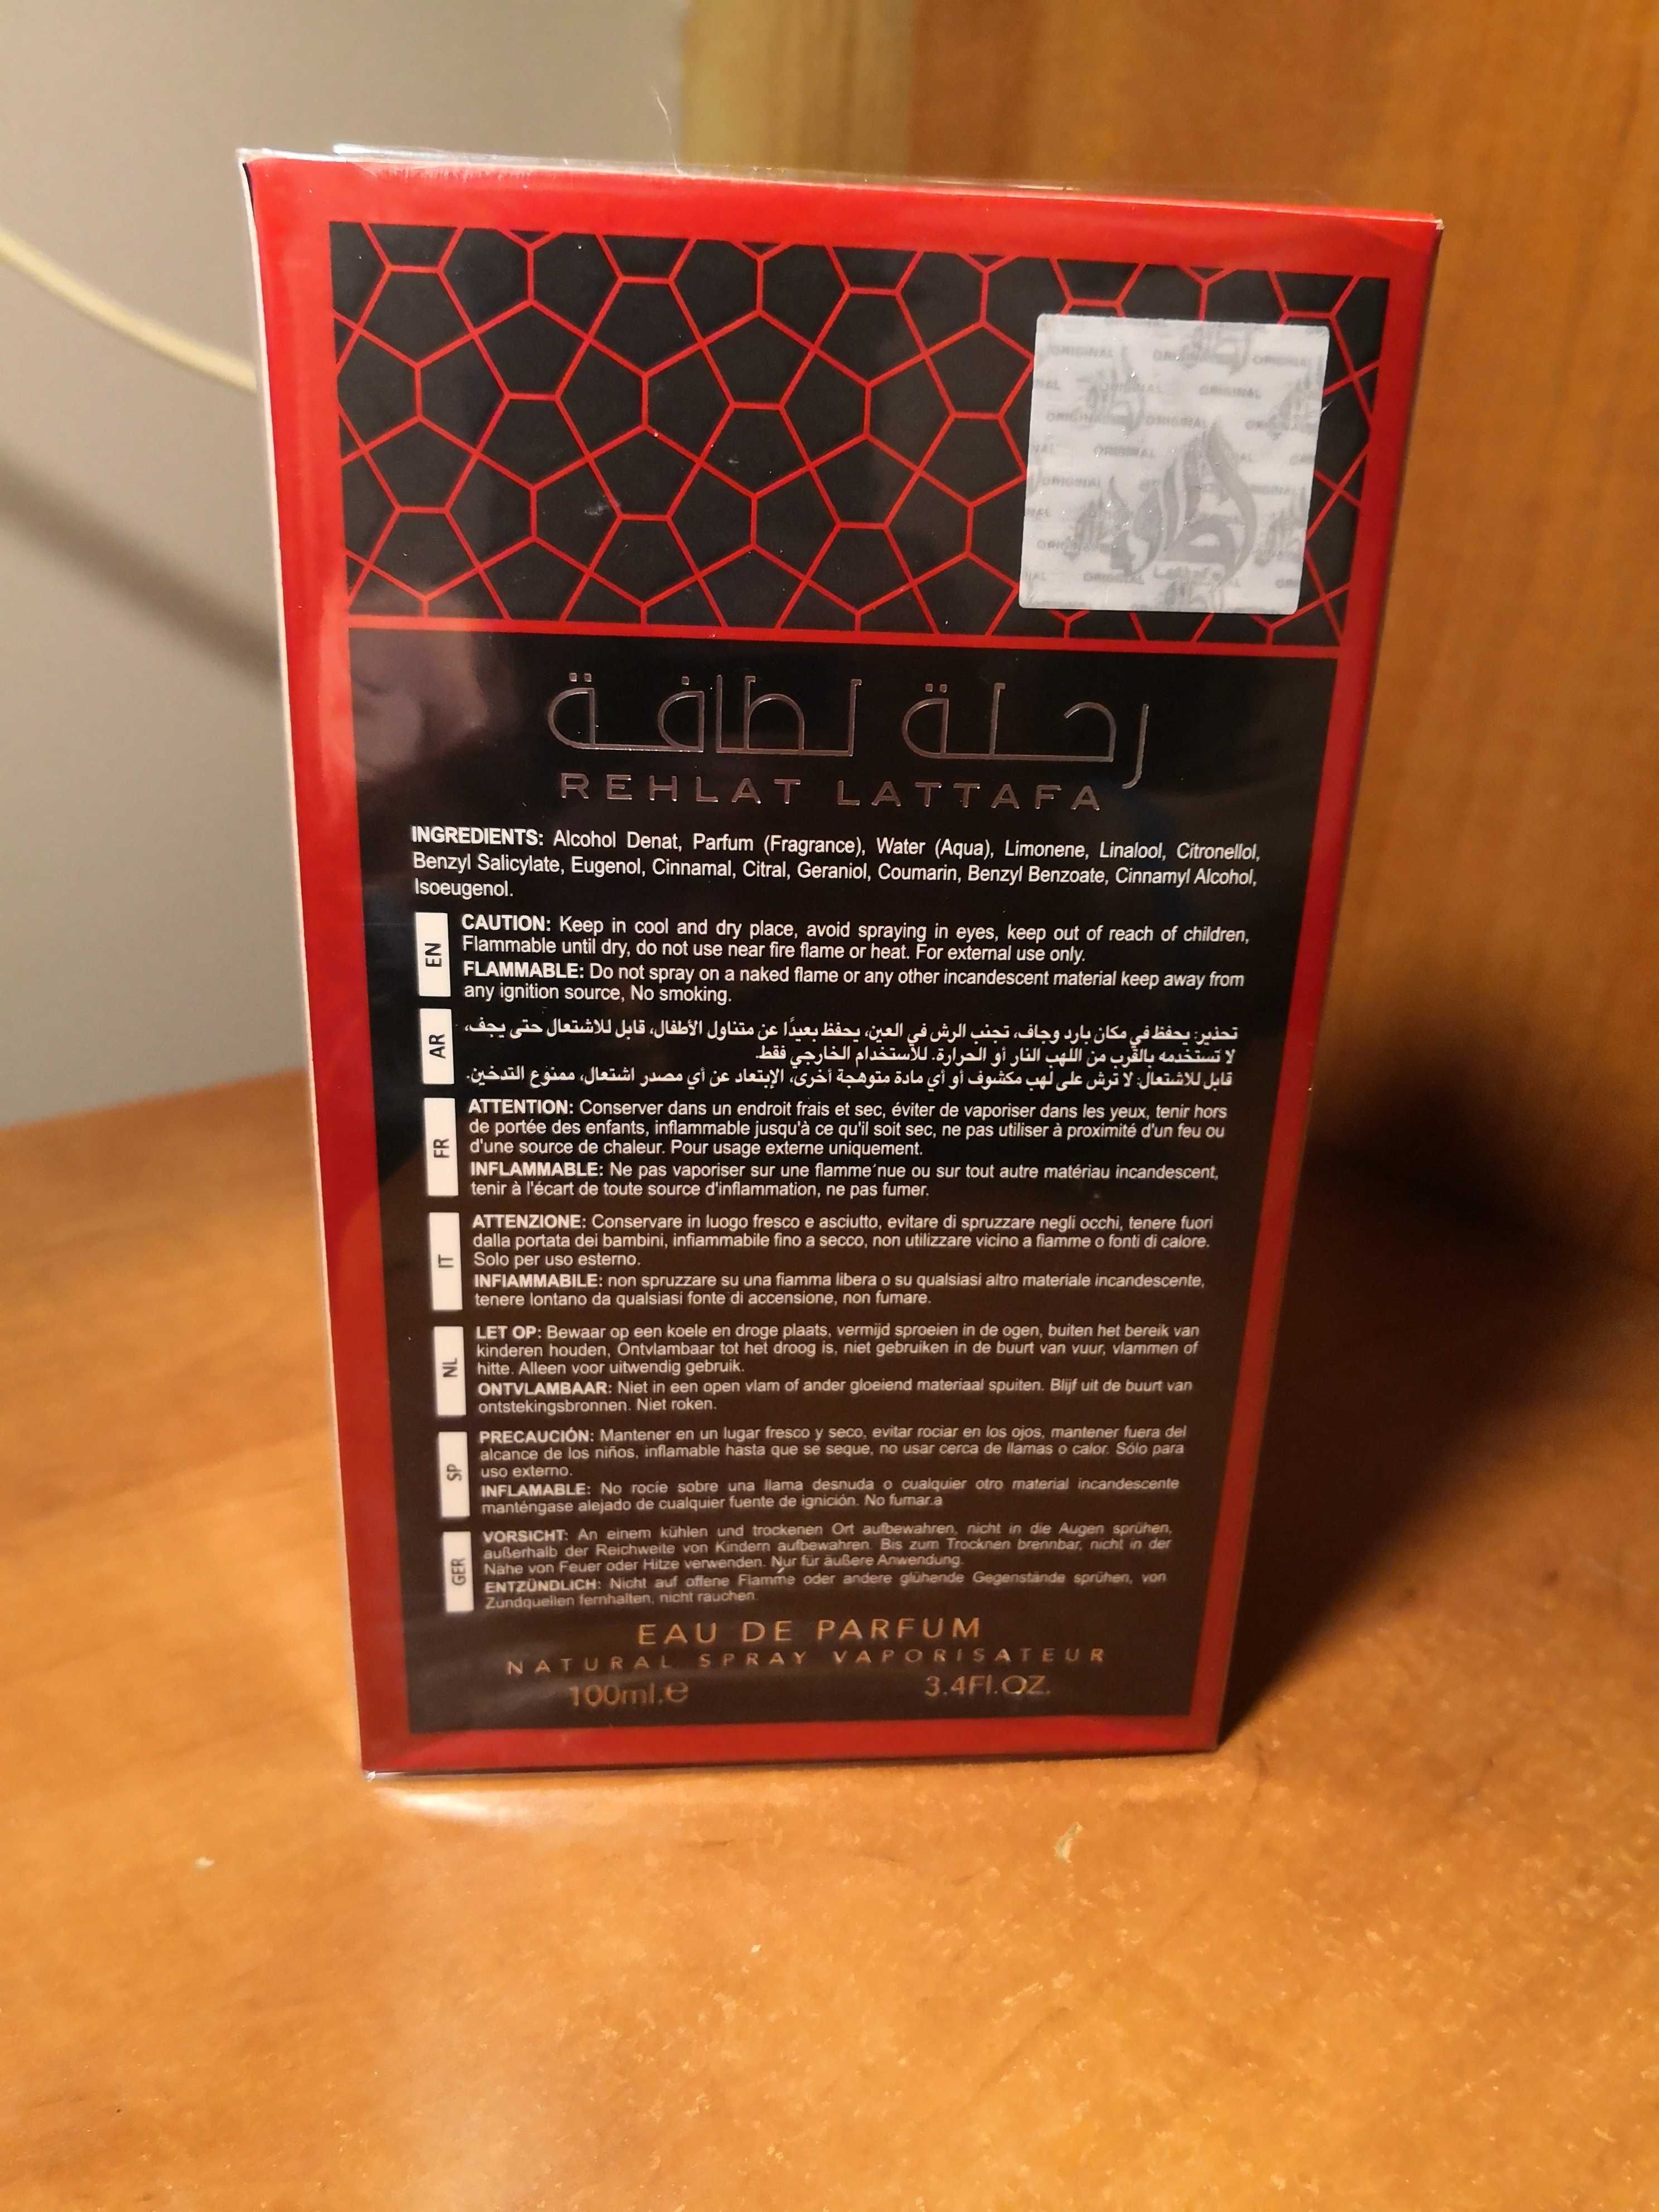 ORIGINAL
لطافة
Lattafa
رحلة لطافة
REHLAT LATTAFA
INGREDIENTS: Alcohol Denat, Parfum (Fragrance), Water (Aqua), Limonene, Linalool, Citronellol,
Benzyl Salicylate, Eugenol, Cinnamal, Citral, Geraniol, Coumarin, Benzyl Benzoate, Cinnamyl Alcohol,
Isoeugenol.
EN
CAUTION: Keep in cool and dry place, avoid spraying in eyes, keep out of reach of children,
Flammable until dry, do not use near fire flame or heat. For external use only.
FLAMMABLE: Do not spray on a naked flame or any other incandescent material keep away from
any ignition source, No smoking.
AR
تحذير: يحفظ في مكان بارد وجاف، تجنب الرش في العين، يحفظ بعيدًا عن متناول الأطفال، قابل للاشتعال حتى يجف،
لا تستخدمه بالقرب من اللهب النار أو الحرارة. للاستخدام الخارجي فقط.
قابل للاشتعال: لا ترش على لهب مكشوف أو أي مادة متوهجة أخرى، الإبتعاد عن أي مصدر اشتعال، ممنوع التدخين.
FR
ATTENTION: Conserver dans un endroit frais et sec, éviter de vaporiser dans les yeux, tenir hors
de portée des enfants, inflammable jusqu'à ce qu'il soit sec, ne pas utiliser à proximité d'un feu ou
d'une source de chaleur. Pour usage externe uniquement.
INFLAMMABLE: Ne pas vaporiser sur une flamme nue ou sur tout autre matériau incandescent,
tenir à l'écart de toute source d'inflammation, ne pas fumer.
IT
ATTENZIONE: Conservare in luogo fresco e asciutto, evitare di spruzzare negli occhi, tenere fuori
dalla portata dei bambini, infiammabile fino a secco, non utilizzare vicino a fiamme o fonti di calore.
Solo per uso esterno.
INFIAMMABILE: non spruzzare su una fiamma libera o su qualsiasi altro materiale incandescente,
tenere lontano da qualsiasi fonte di accensione, non fumare.
NL
LET OP: Bewaar op een koele en droge plaats, vermijd sproeien in de ogen, buiten het bereik van
kinderen houden, Ontvlambaar tot het droog is, niet gebruiken in de buurt van vuur, vlammen of
hitte. Alleen voor uitwendig gebruik.
ONTVLAMBAAR: Niet in een open vlam of ander gloeiend materiaal spuiten. Blijf uit de buurt van
ontstekingsbronnen. Niet roken.
SP
PRECAUCIÓN: Mantener en un lugar fresco y seco, evitar rociar en los ojos, mantener fuera del
alcance de los niños, inflamable hasta que se seque, no usar cerca de llamas o calor. Sólo para
uso externo.
INFLAMABLE: No rocíe sobre una llama desnuda o cualquier otro material incandescente
manténgase alejado de cualquier fuente de ignición. No fumar.a
GER
VORSICHT: An einem kühlen und trockenen Ort aufbewahren, nicht in die Augen sprühen,
außerhalb der Reichweite von Kindern aufbewahren. Bis zum Trocknen brennbar, nicht in der
Nähe von Feuer oder Hitze verwenden. Nur für äußere Anwendung.
ENTZÜNDLICH: Nicht auf offene Flamme oder andere glühende Gegenstände sprühen, von
Zündquellen fernhalten, nicht rauchen.
EAU DE PARFUM
NATURAL SPRAY VAPORISATEUR
100ml.e 3.4Fl.OZ.